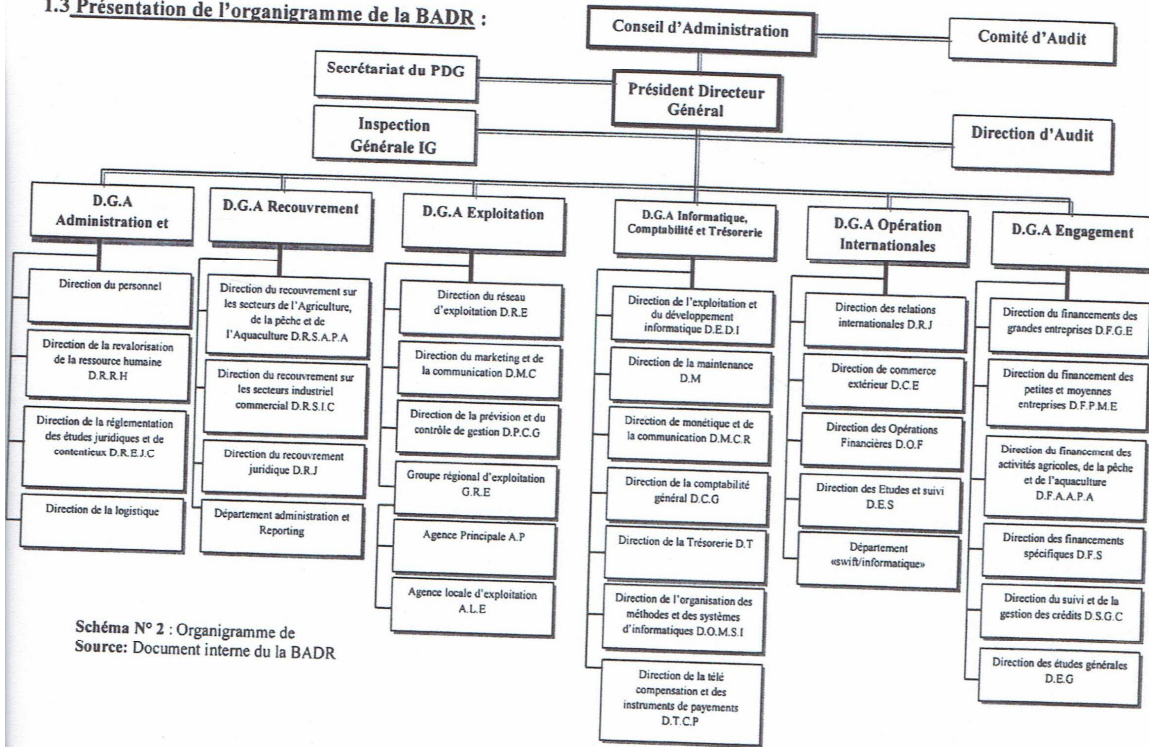 1.3 Présentation de l'organigramme de la BADR :
Conseil d'Administration
Comité d'Audit
Secrétariat du PDG
Président Directeur
Général
Inspection
Générale IG
Direction d'Audit
D.G.A
Administration et
D.G.A Recouvrement
D.G.A Exploitation
D.G.A Informatique,
Comptabilité et Trésorerie
D.G.A Opération
Internationales
D.G.A Engagement
Direction du personnel
Direction de la revalorisation
de la ressource humaine
D.R.R.H
Direction de la réglementation
des études juridiques et de
contentieux D.R.E.J.C
Direction de la logistique
Direction du recouvrement sur
les secteurs de l'Agriculture,
de la pêche et de
l'Aquaculture D.R.S.A.P.A
Direction du recouvrement sur
les secteurs industriel
commercial D.R.S.I.C
Direction du recouvrement
juridique D.R.J
Département administration et
Reporting
Direction du réseau
d'exploitation D.R.E
Direction du marketing et de
la communication D.M.C
Direction de la prévision et du
contrôle de gestion D.P.C.G
Groupe régional d'exploitation
G.R.E
Agence Principale A.P
Agence locale d'exploitation
A.L.E
Direction de l'exploitation et
du développement
informatique D.E.D.I
Direction de la maintenance
D.M
Direction de monétique et de
la communication D.M.C.R
Direction de la comptabilité
général D.C.G
Direction de la Trésorerie D.T
Direction de l'organisation des
méthodes et des systèmes
d'informatiques D.O.M.S.I
Direction de la télé
compensation et des
instruments de payements
D.T.C.P
Direction des relations
internationales D.R.J
Direction de commerce
extérieur D.C.E
Direction des Opérations
Financières D.O.F
Direction des Etudes et suivi
D.E.S
Département
«swift/informatique»
Direction du financements des
grandes entreprises D.F.G.E
Direction du financement des
petites et moyennes
entreprises D.F.P.M.E
Direction du financement des
activités agricoles, de la pêche
et de l'aquaculture
D.F.A.A.P.A
Direction des financements
spécifiques D.F.S
Direction du suivi et de la
gestion des crédits D.S.G.C
Direction des études générales
D.E.G
Schéma N° 2 : Organigramme de
Source: Document interne du la BADR